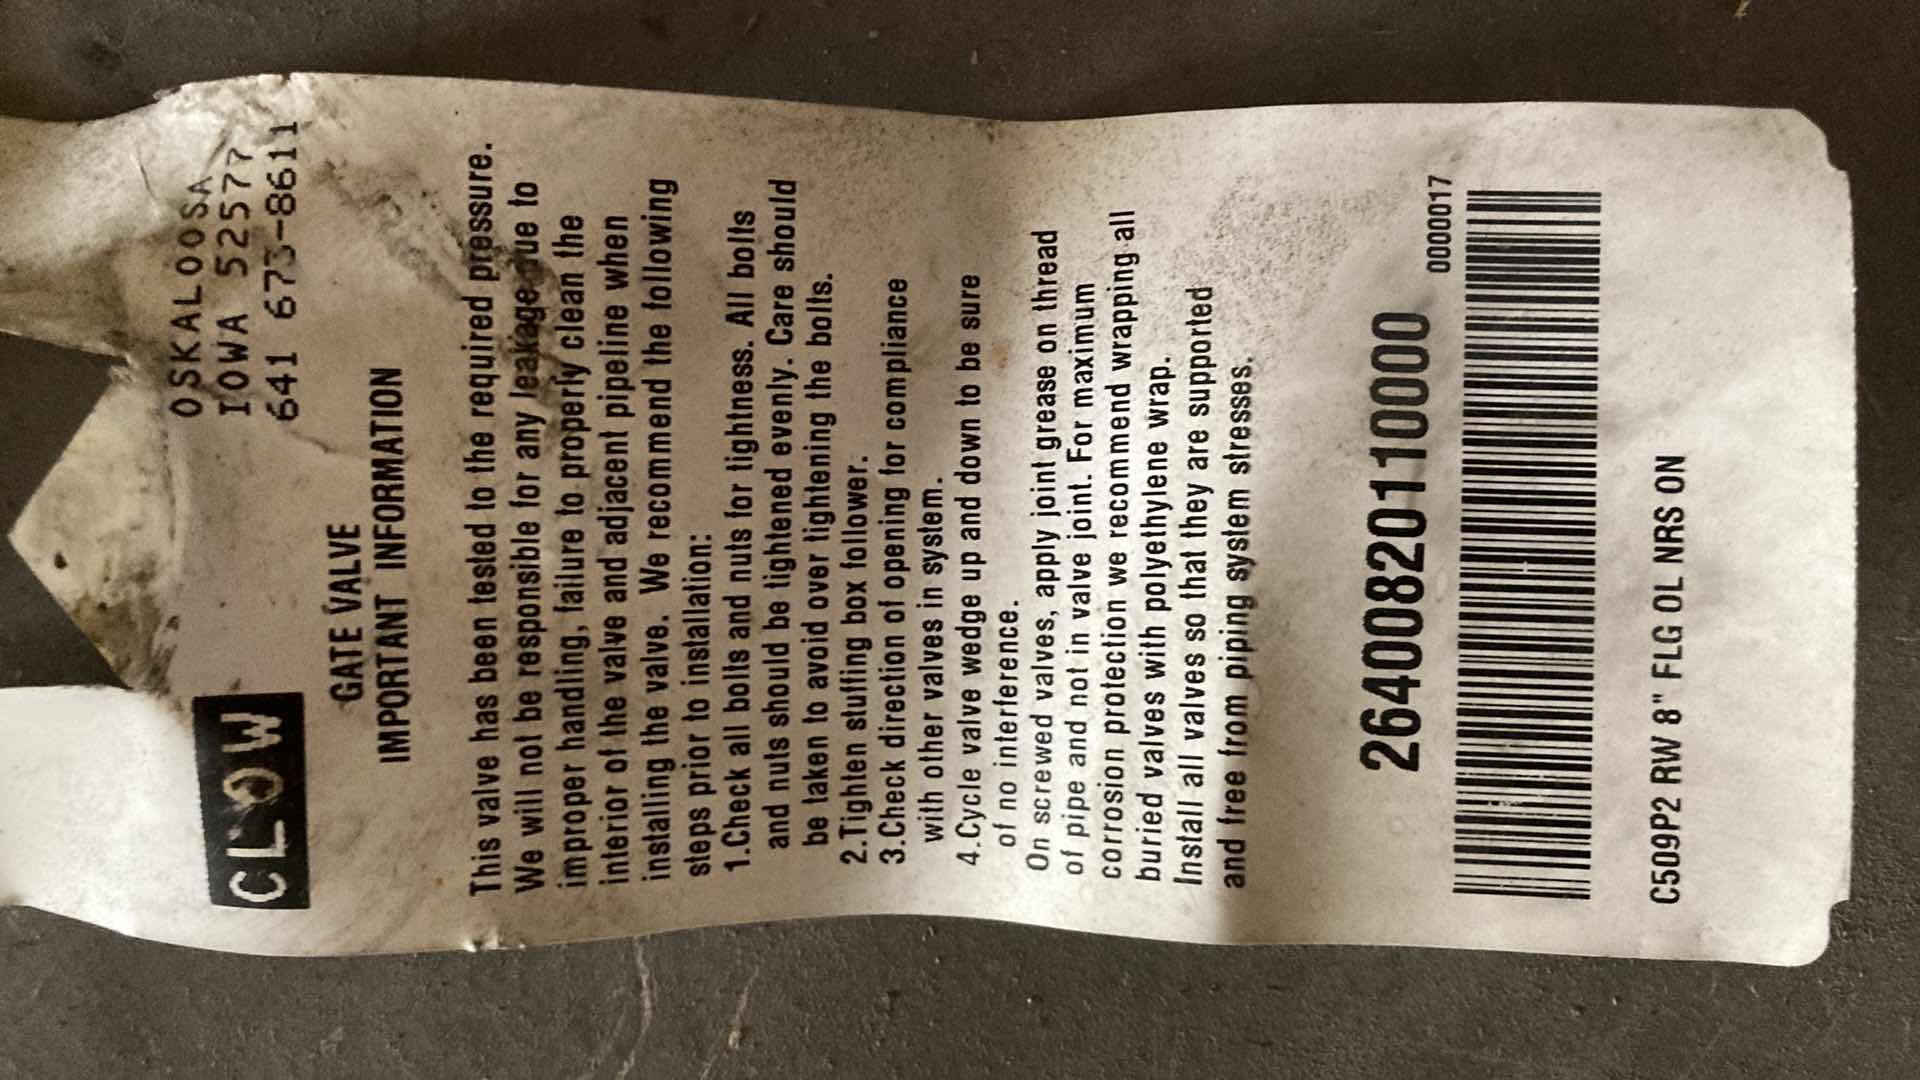 CLOW
OSKALOOSA
IOWA 52577
641 673-8611
GATE VALVE
IMPORTANT INFORMATION
This valve has been tested to the required pressure.
We will not be responsible for any leakage due to
improper handling, failure to properly clean the
interior of the valve and adjacent pipeline when
installing the valve. We recommend the following
steps prior to installation:
1.Check all bolts and nuts for tightness. All bolts
and nuts should be tightened evenly. Care should
be taken to avoid over tightening the bolts.
2.Tighten stuffing box follower.
3.Check direction of opening for compliance
with other valves in system.
4.Cycle valve wedge up and down to be sure
of no interference.
On screwed valves, apply joint grease on thread
of pipe and not in valve joint. For maximum
corrosion protection we recommend wrapping all
buried valves with polyethylene wrap.
Install all valves so that they are supported
and free from piping system stresses.
26400820110000
0000017
C509P2 RW 8" FLG OL NRS ON